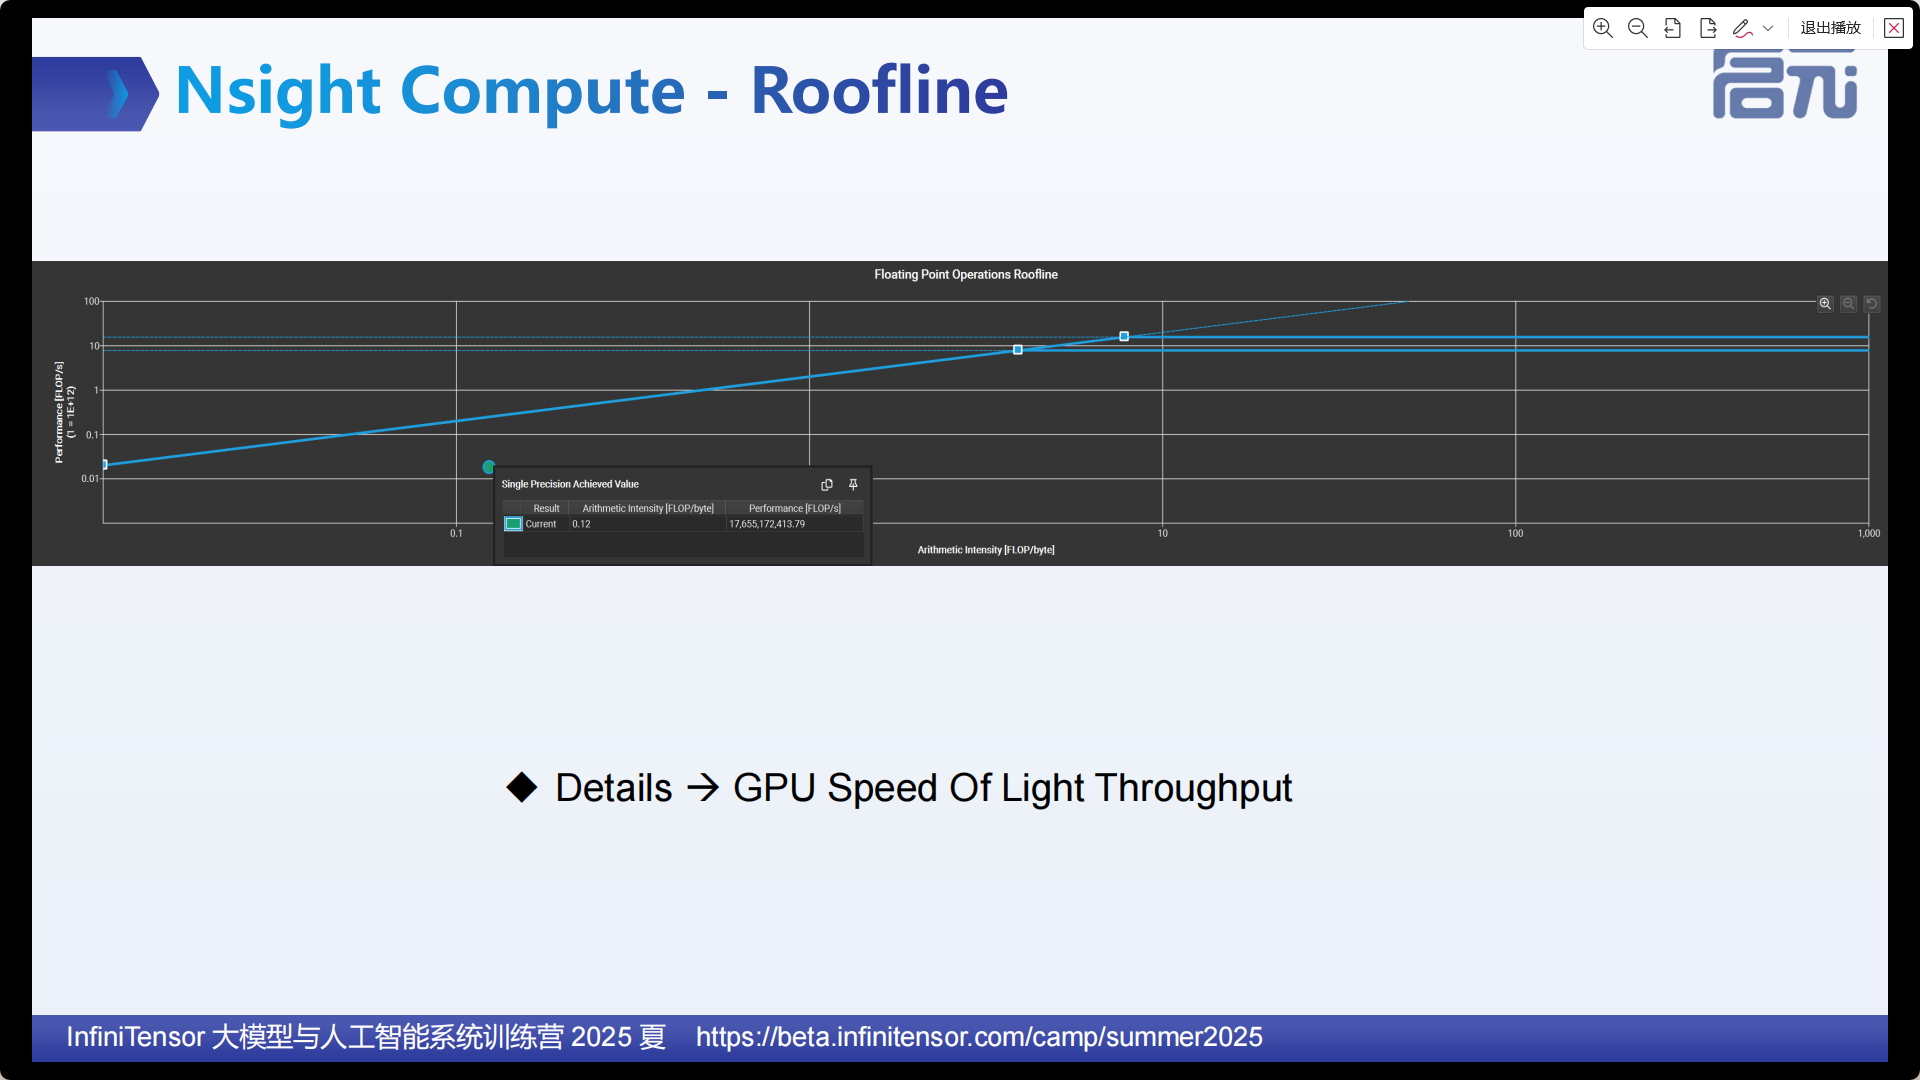 退出播放
Nsight Compute - Roofline
启元
Floating Point Operations Roofline
100
10
1
0.1
0.01
Performance [FLOP/s]
(1 = 1E+12)
Single Precision Achieved Value
Result Arithmetic Intensity [FLOP/byte] Performance [FLOP/s]
Current 0.12 17,655,172,413.79
0.1 10 100 1,000
Arithmetic Intensity [FLOP/byte]
◆ Details → GPU Speed Of Light Throughput
InfiniTensor 大模型与人工智能系统训练营 2025 夏 https://beta.infinitensor.com/camp/summer2025